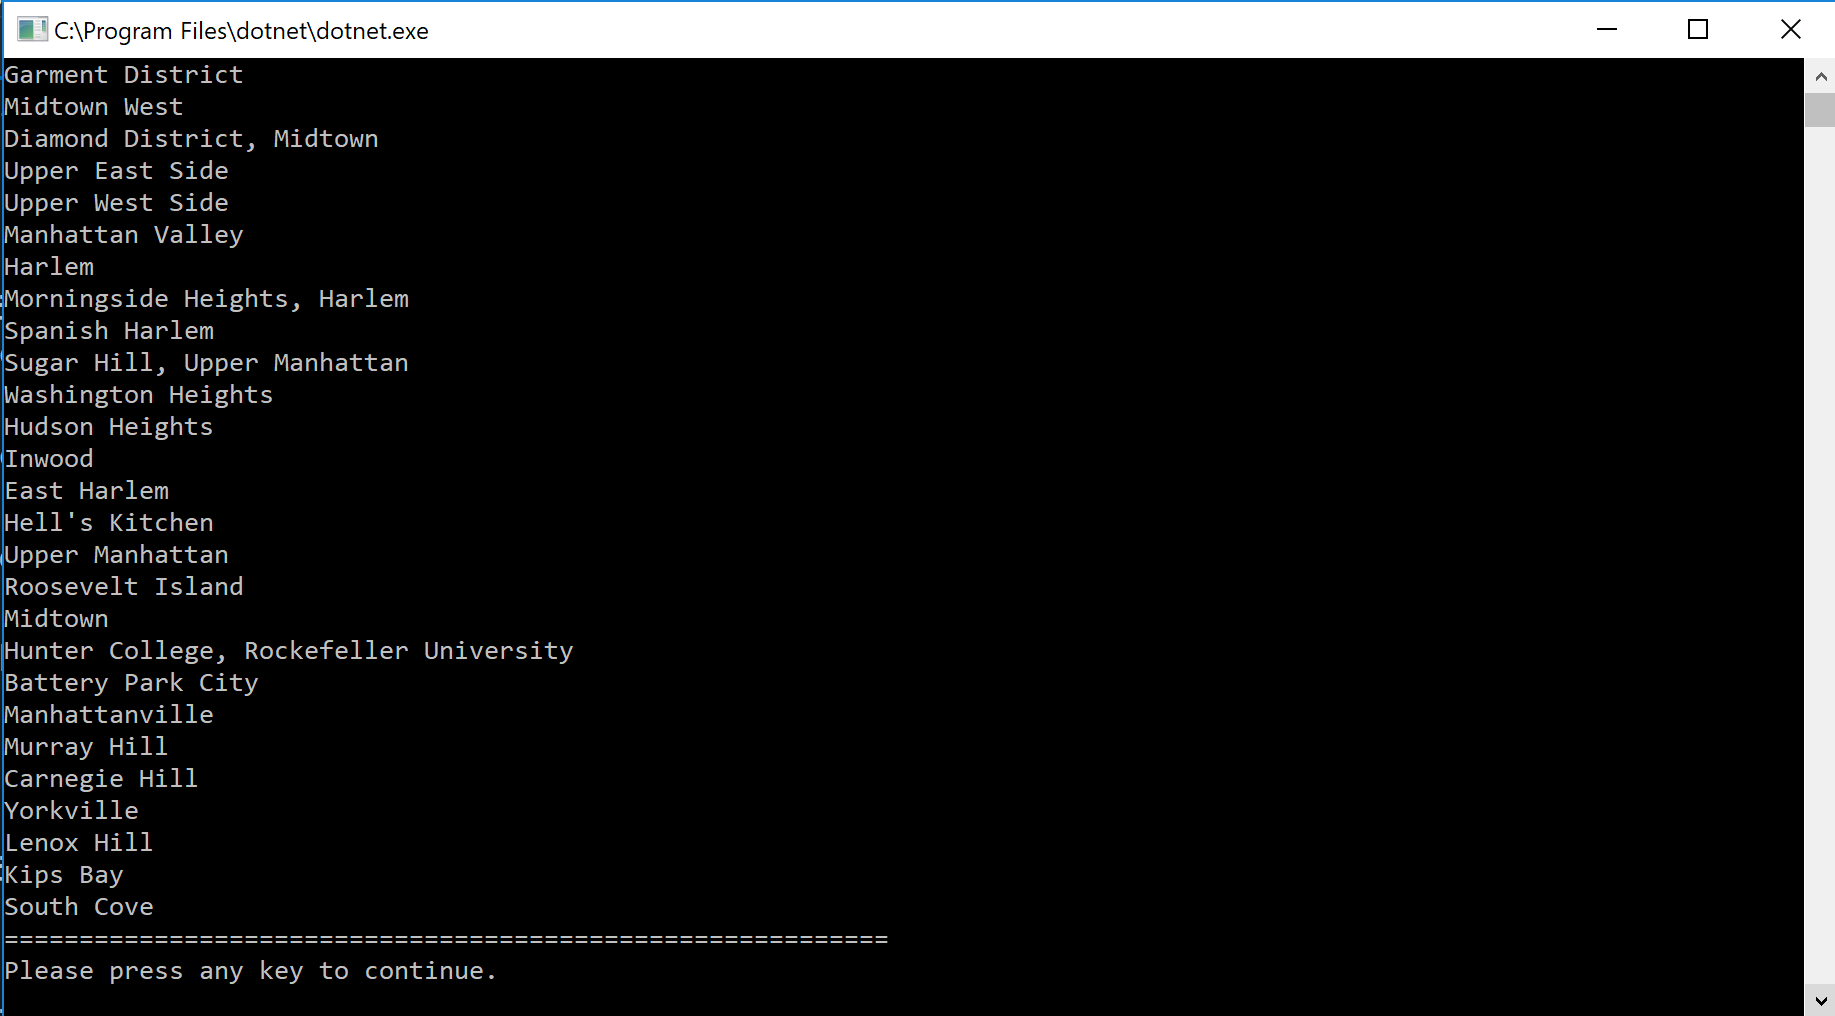 C:\Program Files\dotnet\dotnet.exe
Garment District
Midtown West
Diamond District, Midtown
Upper East Side
Upper West Side
Manhattan Valley
Harlem
Morningside Heights, Harlem
Spanish Harlem
Sugar Hill, Upper Manhattan
Washington Heights
Hudson Heights
Inwood
East Harlem
Hell's Kitchen
Upper Manhattan
Roosevelt Island
Midtown
Hunter College, Rockefeller University
Battery Park City
Manhattanville
Murray Hill
Carnegie Hill
Yorkville
Lenox Hill
Kips Bay
South Cove
===========================================================
Please press any key to continue.